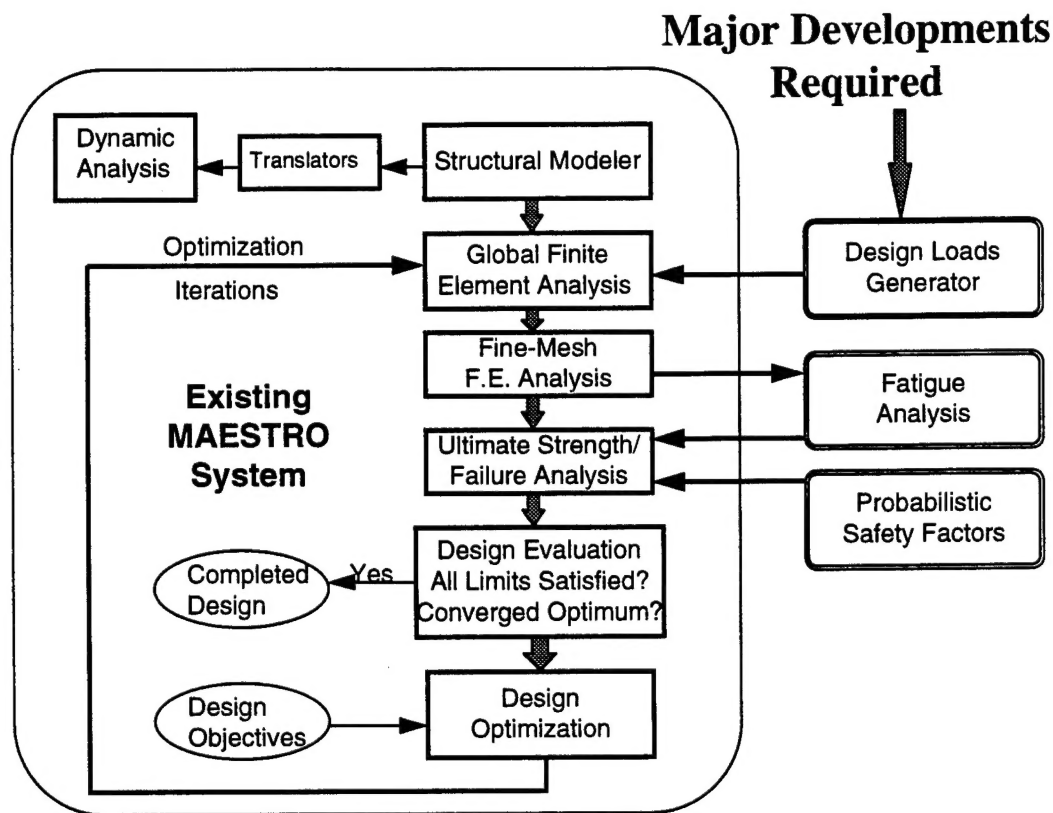 Major Developments
Required
Dynamic
Analysis
Translators
Structural Modeler
Optimization
Iterations
Global Finite
Element Analysis
Design Loads
Generator
Fine-Mesh
F.E. Analysis
Fatigue
Analysis
Existing
MAESTRO
System
Ultimate Strength/
Failure Analysis
Probabilistic
Safety Factors
Design Evaluation
All Limits Satisfied?
Converged Optimum?
Yes
Completed
Design
Design
Objectives
Design
Optimization